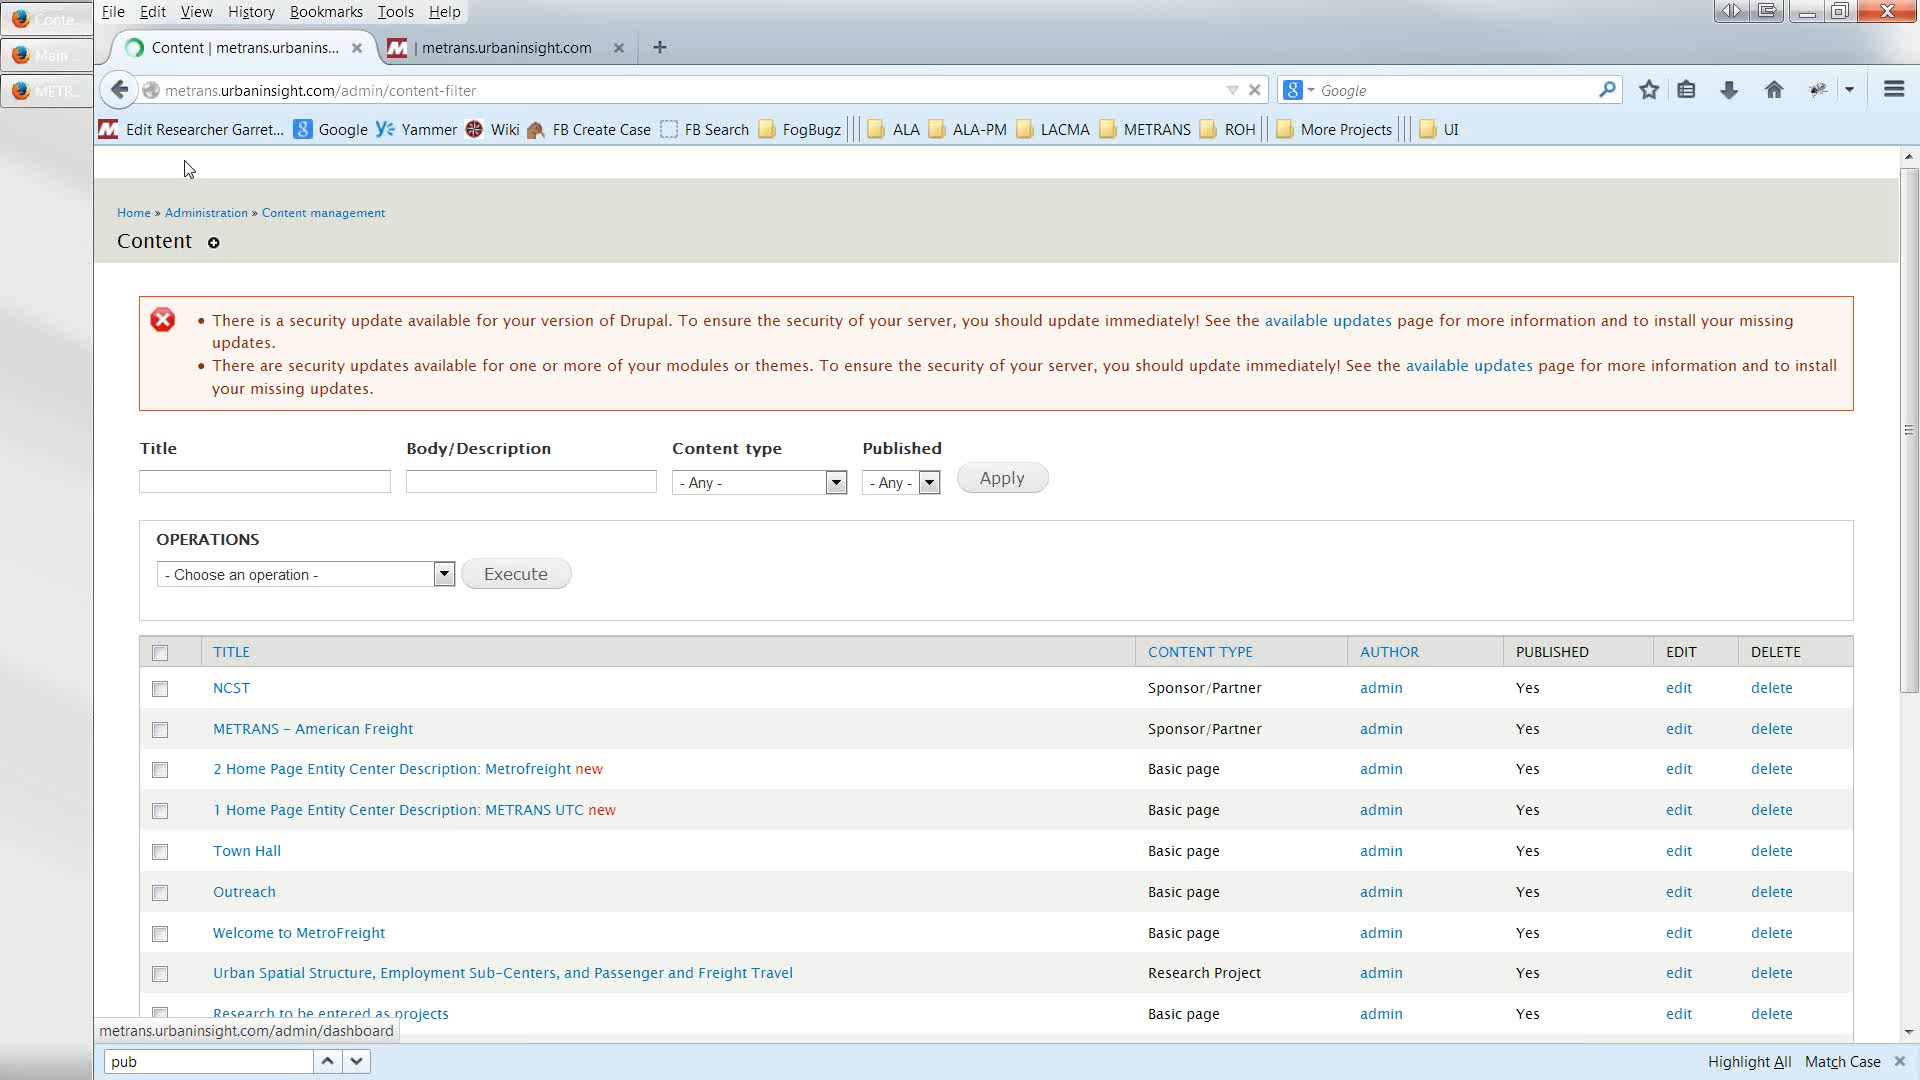 Conte...
Main ...
METR...
File Edit View History Bookmarks Tools Help
Content | metrans.urbanins...
| metrans.urbaninsight.com
metrans.urbaninsight.com/admin/content-filter
Google
Edit Researcher Garret... Google Yammer Wiki FB Create Case FB Search FogBugz ALA ALA-PM LACMA METRANS ROH More Projects UI
Home » Administration » Content management
Content
• There is a security update available for your version of Drupal. To ensure the security of your server, you should update immediately! See the available updates page for more information and to install your missing
updates.
• There are security updates available for one or more of your modules or themes. To ensure the security of your server, you should update immediately! See the available updates page for more information and to install
your missing updates.
Title Body/Description Content type Published
- Any - - Any - Apply
OPERATIONS
- Choose an operation - Execute
TITLE CONTENT TYPE AUTHOR PUBLISHED EDIT DELETE
NCST Sponsor/Partner admin Yes edit delete
METRANS - American Freight Sponsor/Partner admin Yes edit delete
2 Home Page Entity Center Description: Metrofreight new Basic page admin Yes edit delete
1 Home Page Entity Center Description: METRANS UTC new Basic page admin Yes edit delete
Town Hall Basic page admin Yes edit delete
Outreach Basic page admin Yes edit delete
Welcome to MetroFreight Basic page admin Yes edit delete
Urban Spatial Structure, Employment Sub-Centers, and Passenger and Freight Travel Research Project admin Yes edit delete
Research to be entered as projects Basic page admin Yes edit delete
metrans.urbaninsight.com/admin/dashboard
pub Highlight All Match Case